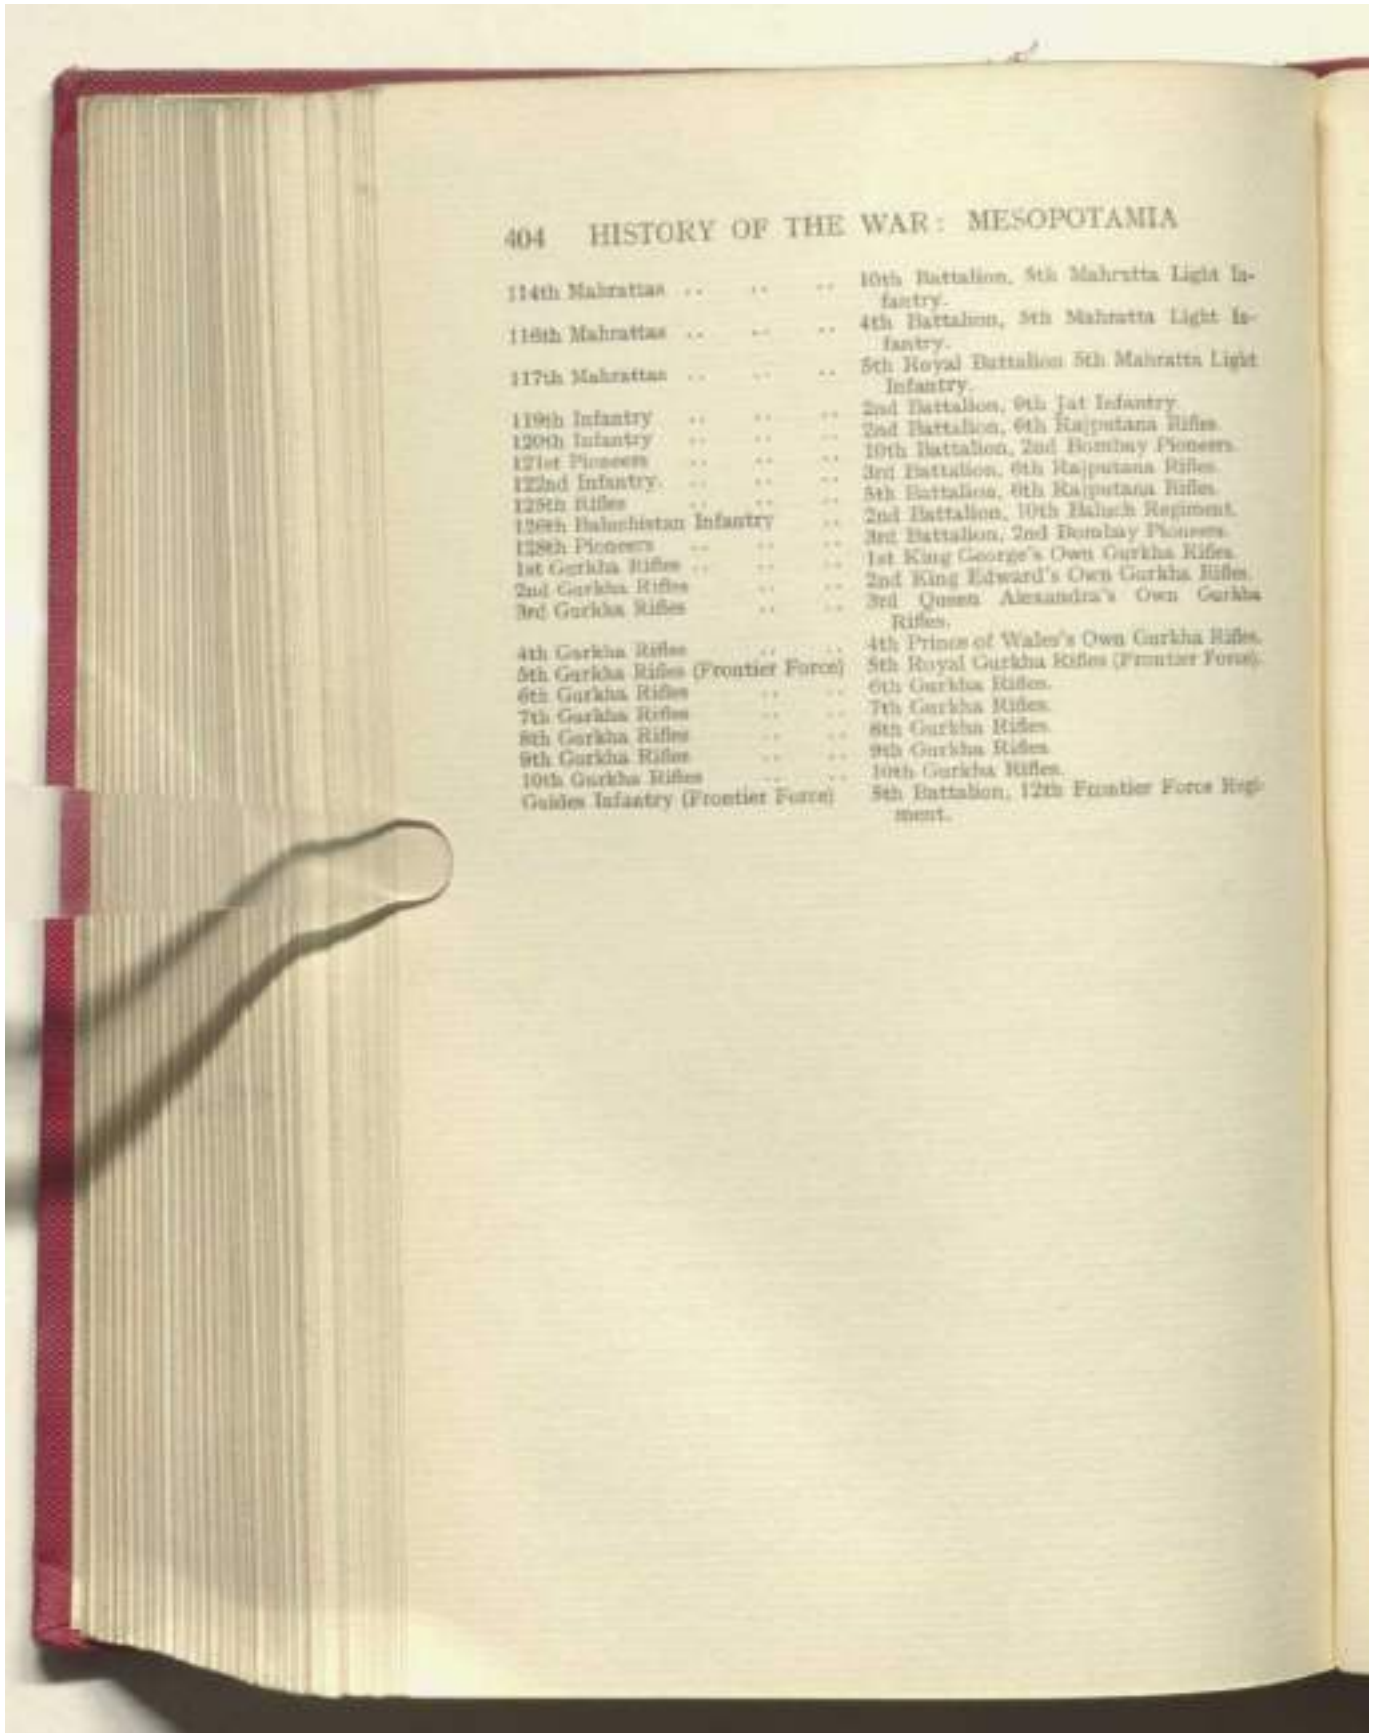 404 HISTORY OF THE WAR: MESOPOTAMIA
114th Mahrattas .. .. .. 10th Battalion, 5th Mahratta Light In-
fantry.
116th Mahrattas .. .. .. 4th Battalion, 5th Mahratta Light In-
fantry.
117th Mahrattas .. .. .. 5th Royal Battalion 5th Mahratta Light
Infantry.
119th Infantry .. .. .. 2nd Battalion, 9th Jat Infantry.
120th Infantry .. .. .. 2nd Battalion, 6th Rajputana Rifles.
121st Pioneers .. .. .. 10th Battalion, 2nd Bombay Pioneers.
122nd Infantry. .. .. .. 3rd Battalion, 6th Rajputana Rifles.
125th Rifles .. .. .. 5th Battalion, 6th Rajputana Rifles.
126th Baluchistan Infantry .. 2nd Battalion, 10th Baluch Regiment.
128th Pioneers .. .. .. 3rd Battalion, 2nd Bombay Pioneers.
1st Gurkha Rifles .. .. .. 1st King George's Own Gurkha Rifles.
2nd Gurkha Rifles .. .. 2nd King Edward's Own Gurkha Rifles.
3rd Gurkha Rifles .. .. 3rd Queen Alexandra's Own Gurkha
Rifles.
4th Gurkha Rifles .. .. 4th Prince of Wales's Own Gurkha Rifles.
5th Gurkha Rifles (Frontier Force) 5th Royal Gurkha Rifles (Frontier Force).
6th Gurkha Rifles .. .. 6th Gurkha Rifles.
7th Gurkha Rifles .. .. 7th Gurkha Rifles.
8th Gurkha Rifles .. .. 8th Gurkha Rifles.
9th Gurkha Rifles .. .. 9th Gurkha Rifles.
10th Gurkha Rifles .. .. 10th Gurkha Rifles.
Guides Infantry (Frontier Force) 5th Battalion, 12th Frontier Force Regi-
ment.